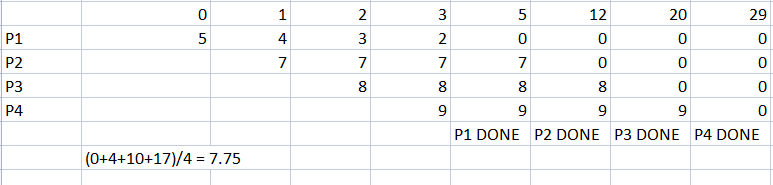 0 1 2 3 5 12 20 29
P1 5 4 3 2 0 0 0 0
P2 7 7 7 7 0 0 0
P3 8 8 8 8 0 0
P4 9 9 9 9 0
P1 DONE P2 DONE P3 DONE P4 DONE
(0+4+10+17)/4 = 7.75